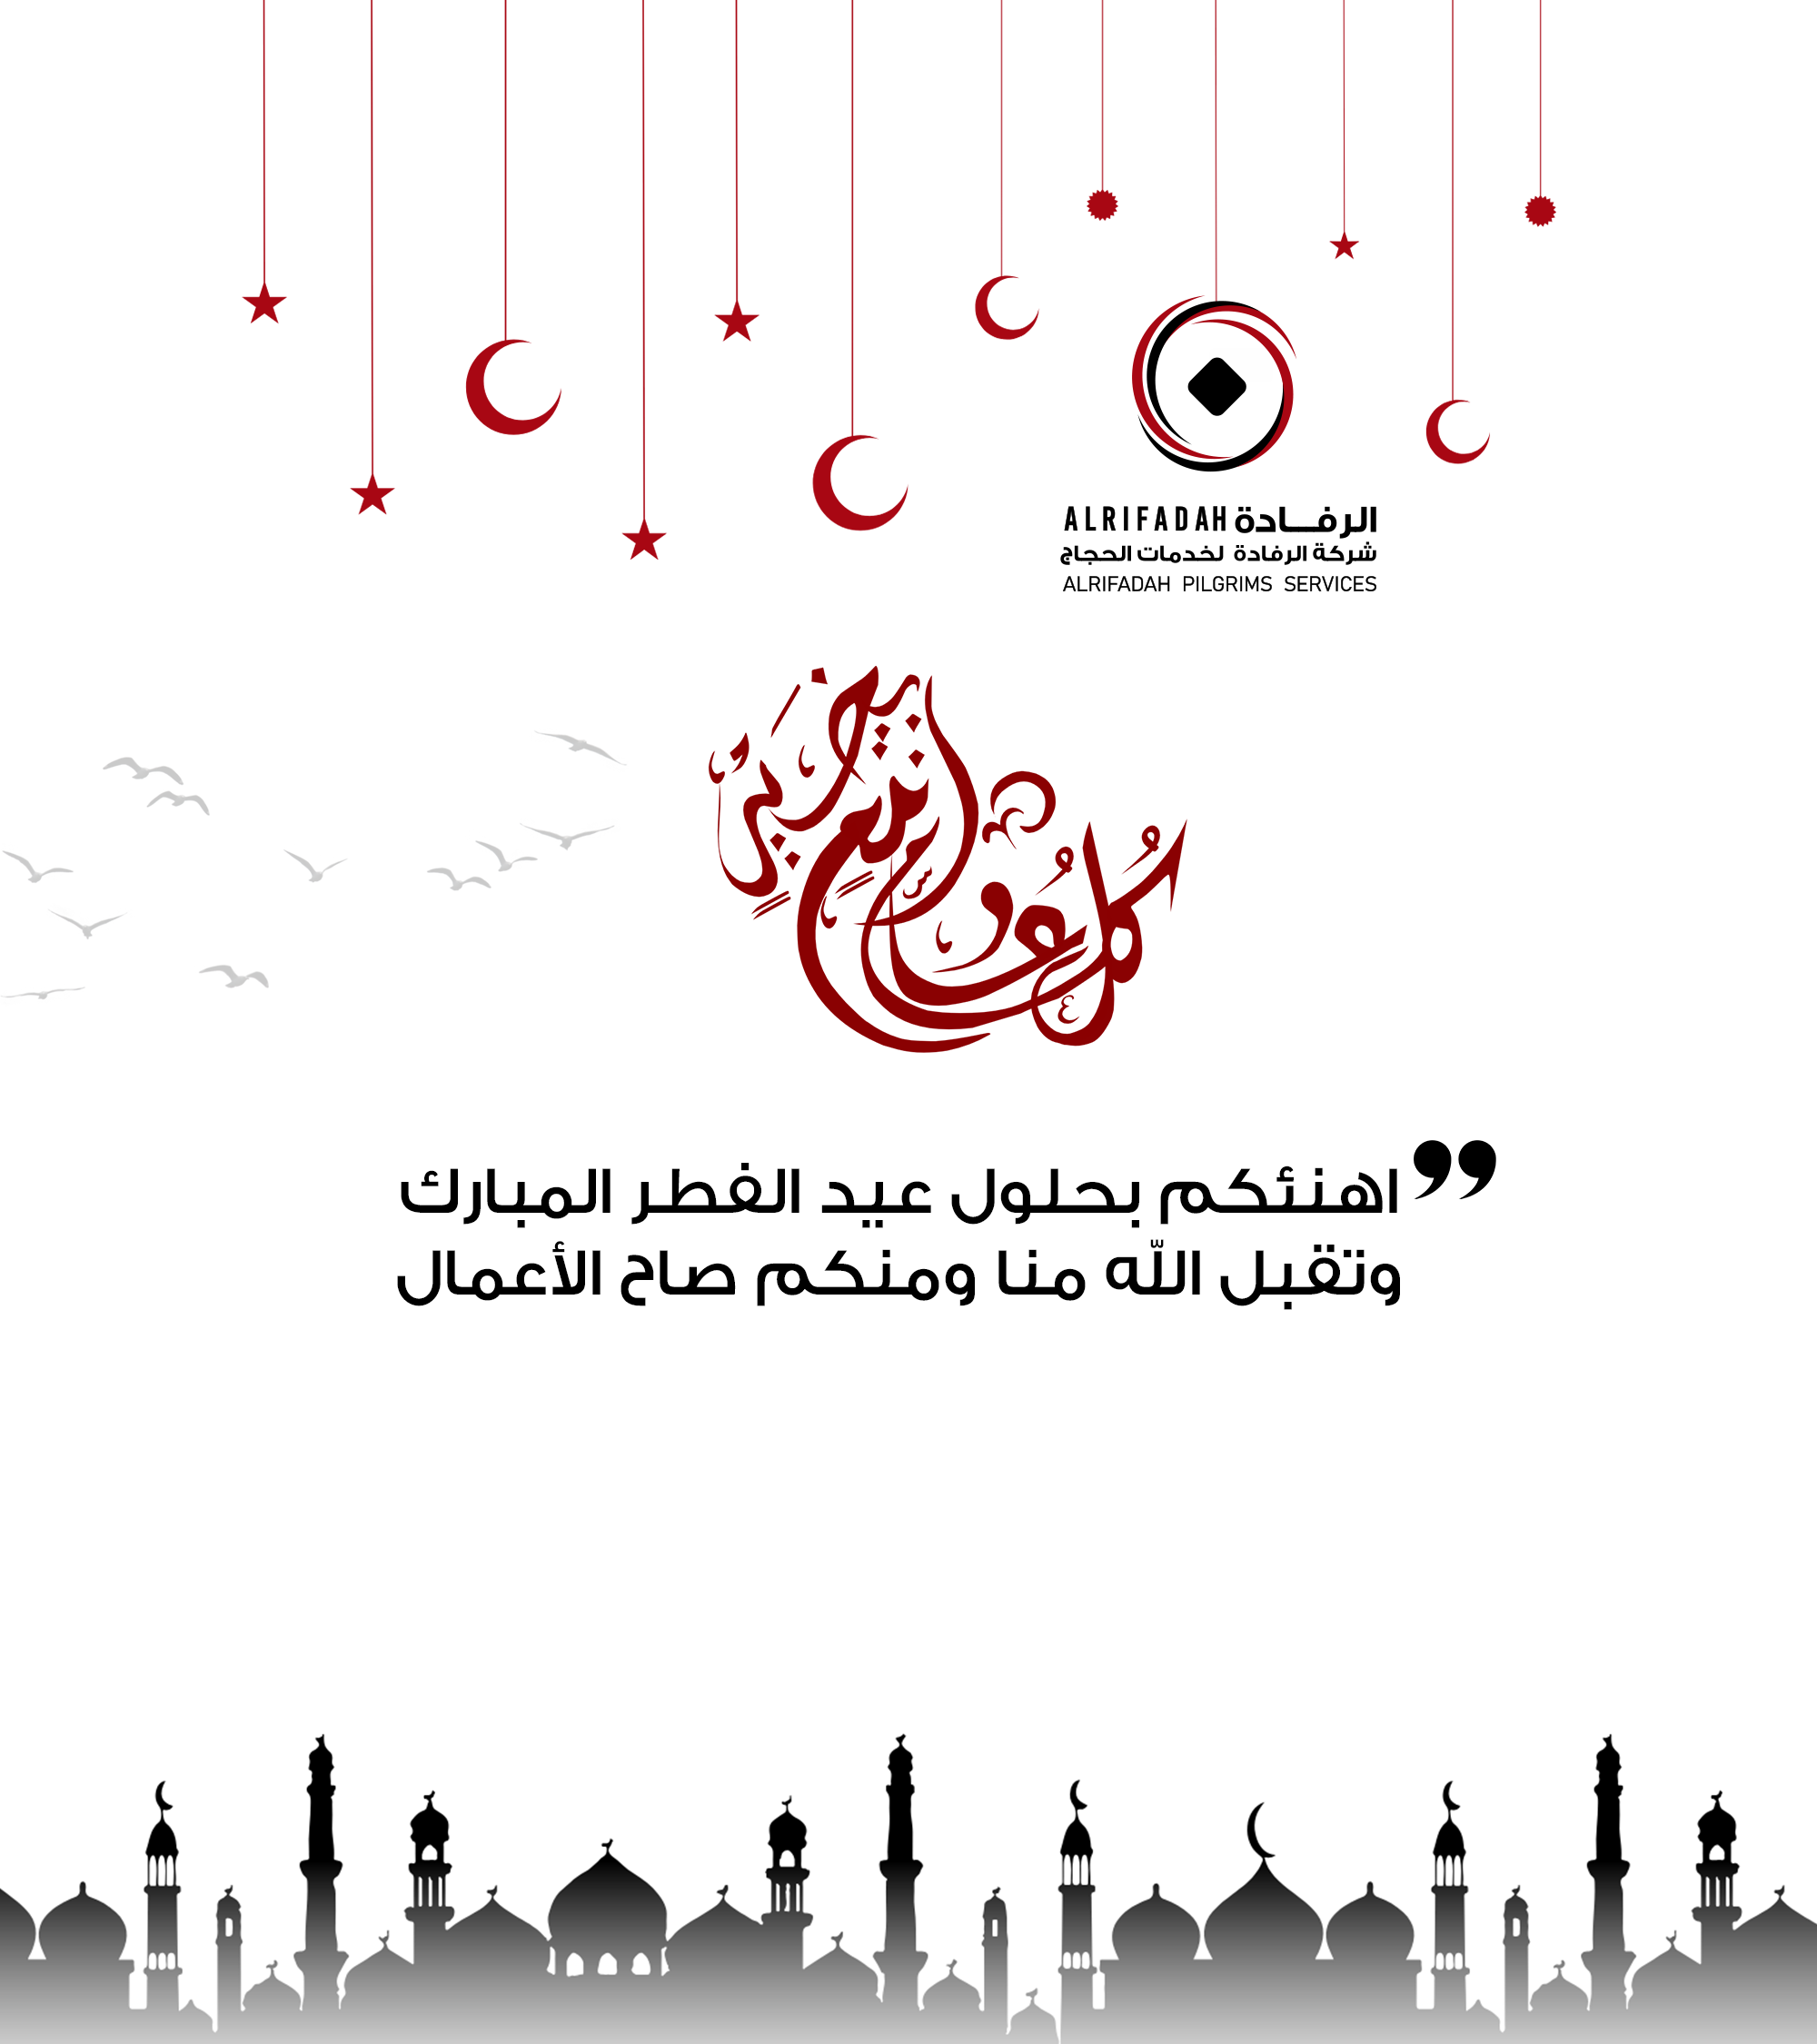 الرفـــادة ALRIFADAH
شركة الرفادة لخدمات الحجاج
ALRIFADAH PILGRIMS SERVICES
كل عام وأنتم بخير
اهنئكم بحلول عيد الفطر المبارك
وتقبل الله منا ومنكم صاح الأعمال